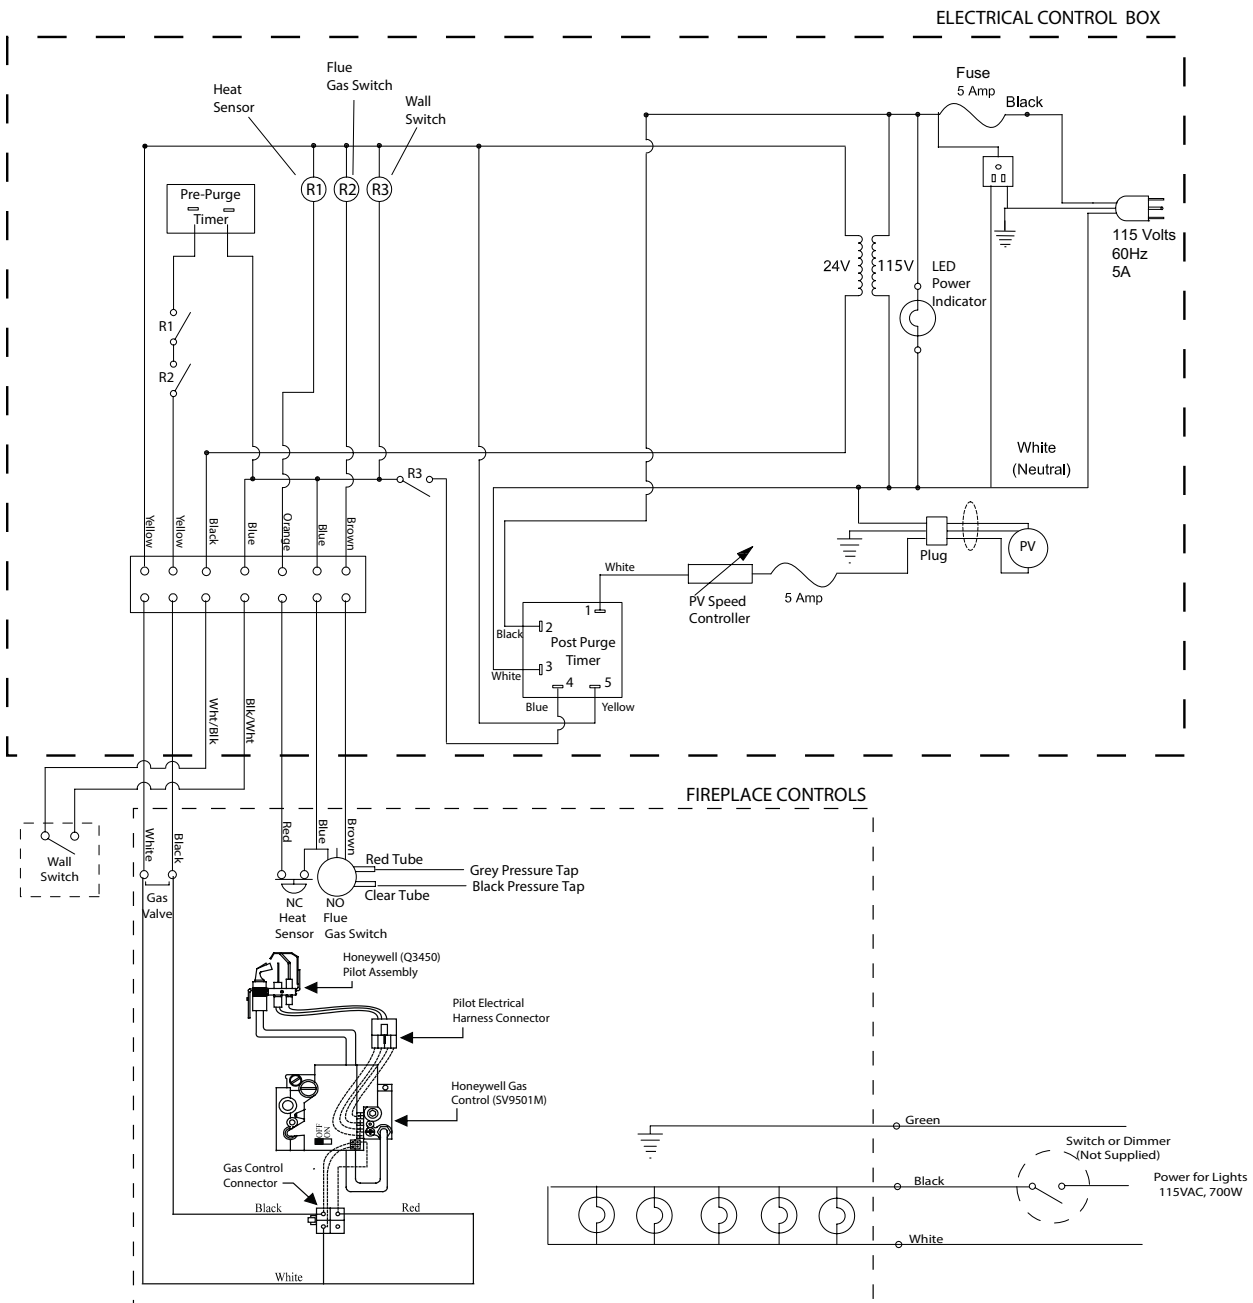 ELECTRICAL CONTROL BOX
Flue
Gas Switch
Heat
Sensor
Wall
Switch
Fuse
5 Amp
Black
R1
R2
R3
Pre-Purge
Timer
115 Volts
60Hz
5A
24V
115V
LED
Power
Indicator
R1
R2
White
(Neutral)
R3
Yellow
Yellow
Black
Blue
Orange
Blue
Brown
Plug
PV
White
PV Speed
Controller
5 Amp
1
2
Black
Post Purge
Timer
3
White
4
5
Blue
Yellow
Wht/Blk
Blk/Wht
FIREPLACE CONTROLS
White
Black
Red
Blue
Brown
Wall
Switch
Red Tube
Grey Pressure Tap
Black Pressure Tap
Clear Tube
Gas
Valve
NC
Heat
Sensor
NO
Flue
Gas Switch
Honeywell (Q3450)
Pilot Assembly
Pilot Electrical
Harness Connector
Honeywell Gas
Control (SV9501M)
OFF
ON
Green
Switch or Dimmer
(Not Supplied)
Gas Control
Connector
Black
Power for Lights
115VAC, 700W
Black
Red
White
White